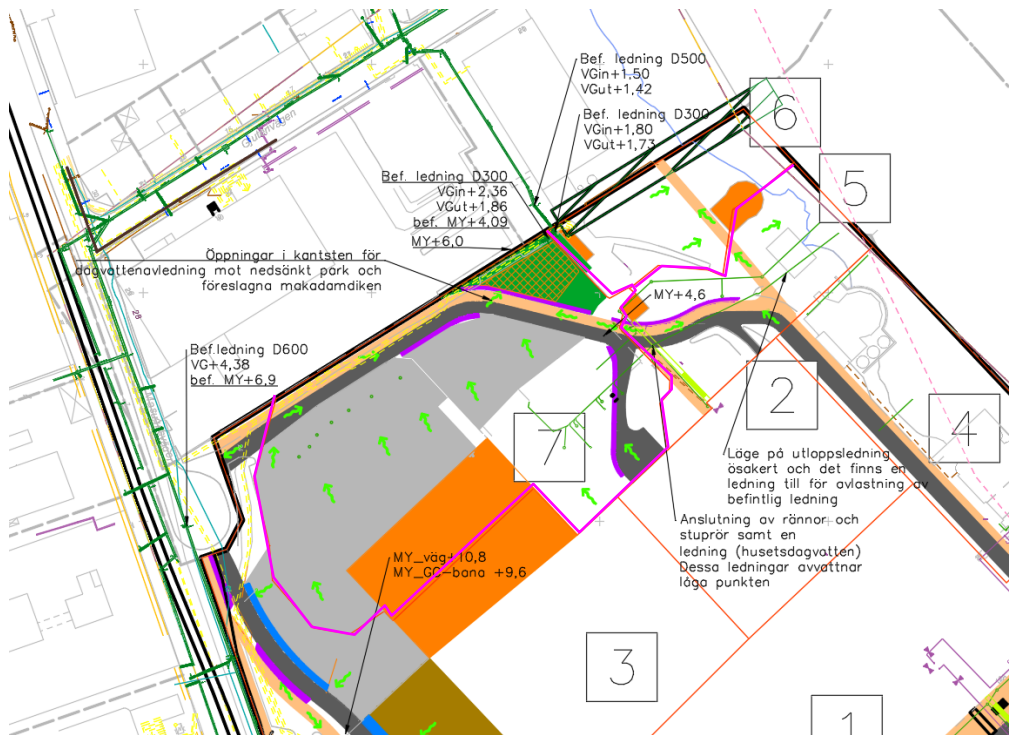 Bef. ledning D500
VGin+1,50
VGut+1,42
Bef. ledning D300
VGin+1,80
VGut+1,73
6
5
Bef. ledning D300
VGin+2,36
VGut+1,86
bef. MY+4,09
MY+6,0
Öppningar i kantsten för
dagvattenavledning mot nedsänkt park och
föreslagna makadamdiken
MY+4,6
28
Bef.ledning D600
VG+4,38
bef. MY+6,9
2
7
4
Läge på utloppsledning
ösakert och det finns en
ledning till för avlastning av
befintlig ledning
Anslutning av rännor och
stuprör samt en
ledning (husetsdagvatten)
Dessa ledningar avvattnar
låga punkten
MY_väg+10,8
MY_GC-bana +9,6
3
1